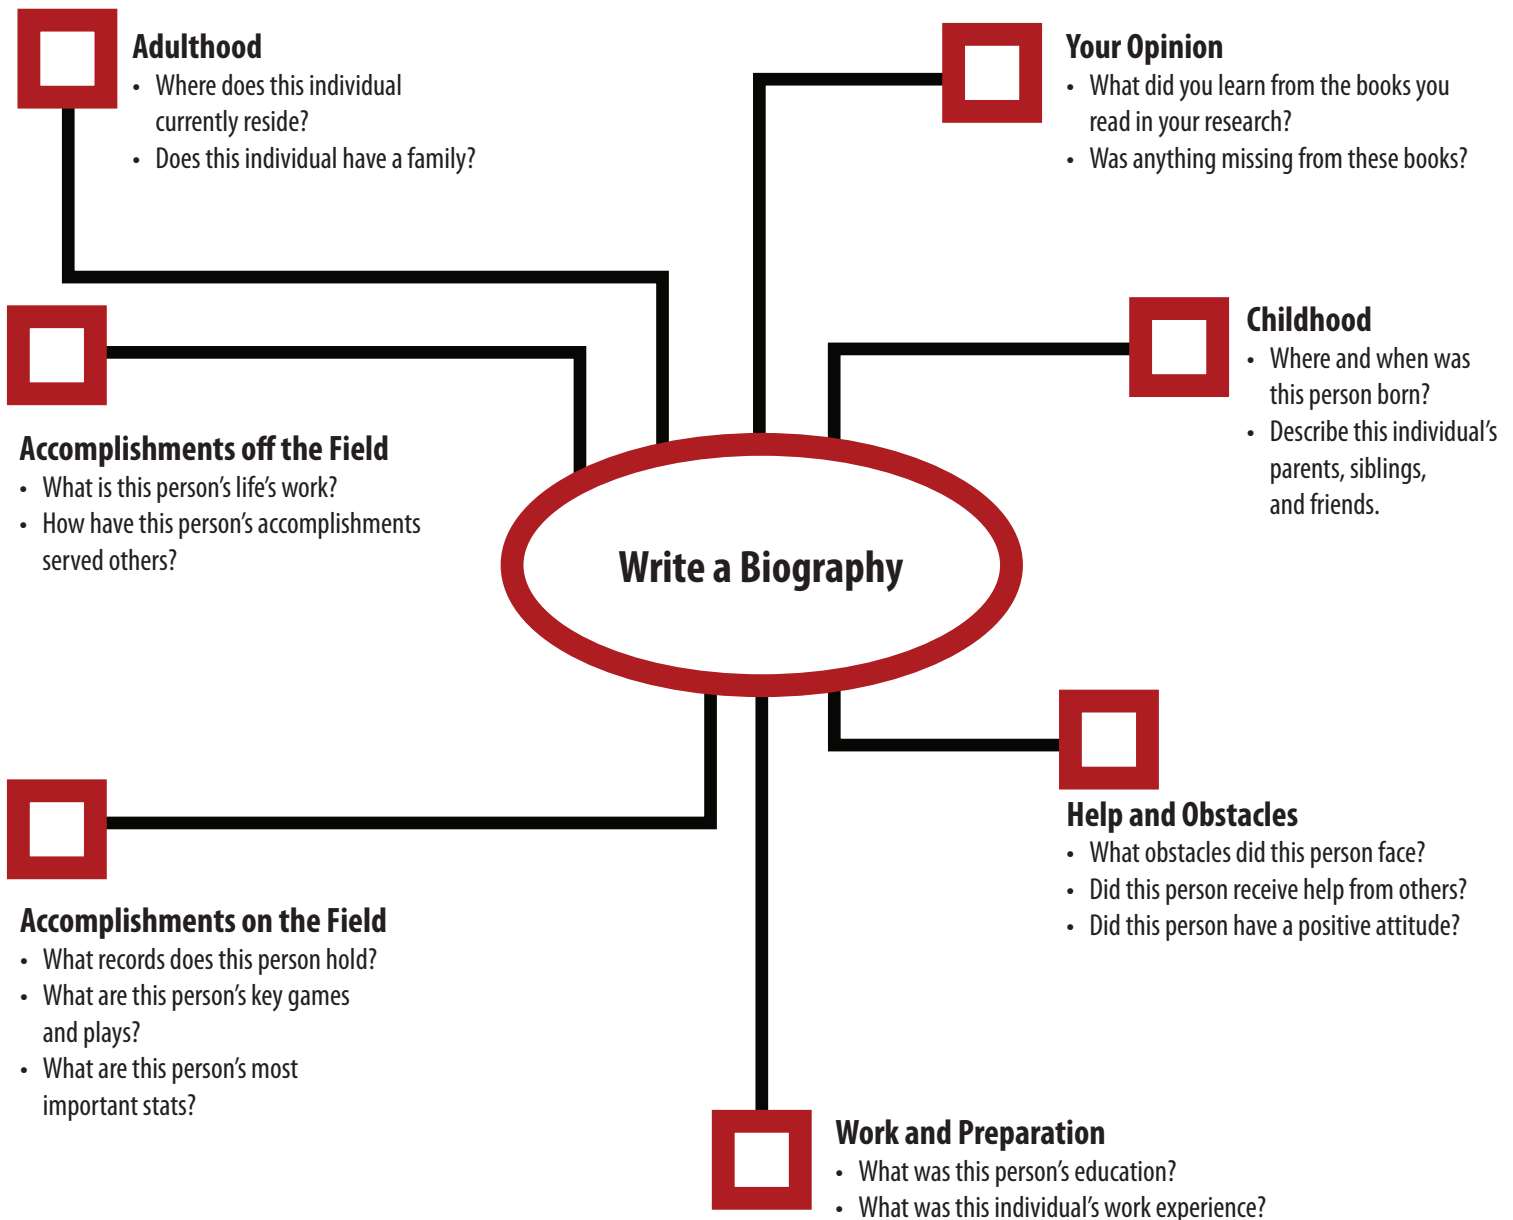 Adulthood
• Where does this individual
currently reside?
• Does this individual have a family?
Your Opinion
• What did you learn from the books you
read in your research?
• Was anything missing from these books?
Childhood
• Where and when was
this person born?
• Describe this individual’s
parents, siblings,
and friends.
Accomplishments off the Field
• What is this person’s life’s work?
• How have this person’s accomplishments
served others?
Write a Biography
Help and Obstacles
• What obstacles did this person face?
• Did this person receive help from others?
• Did this person have a positive attitude?
Accomplishments on the Field
• What records does this person hold?
• What are this person’s key games
and plays?
• What are this person’s most
important stats?
Work and Preparation
• What was this person’s education?
• What was this individual’s work experience?